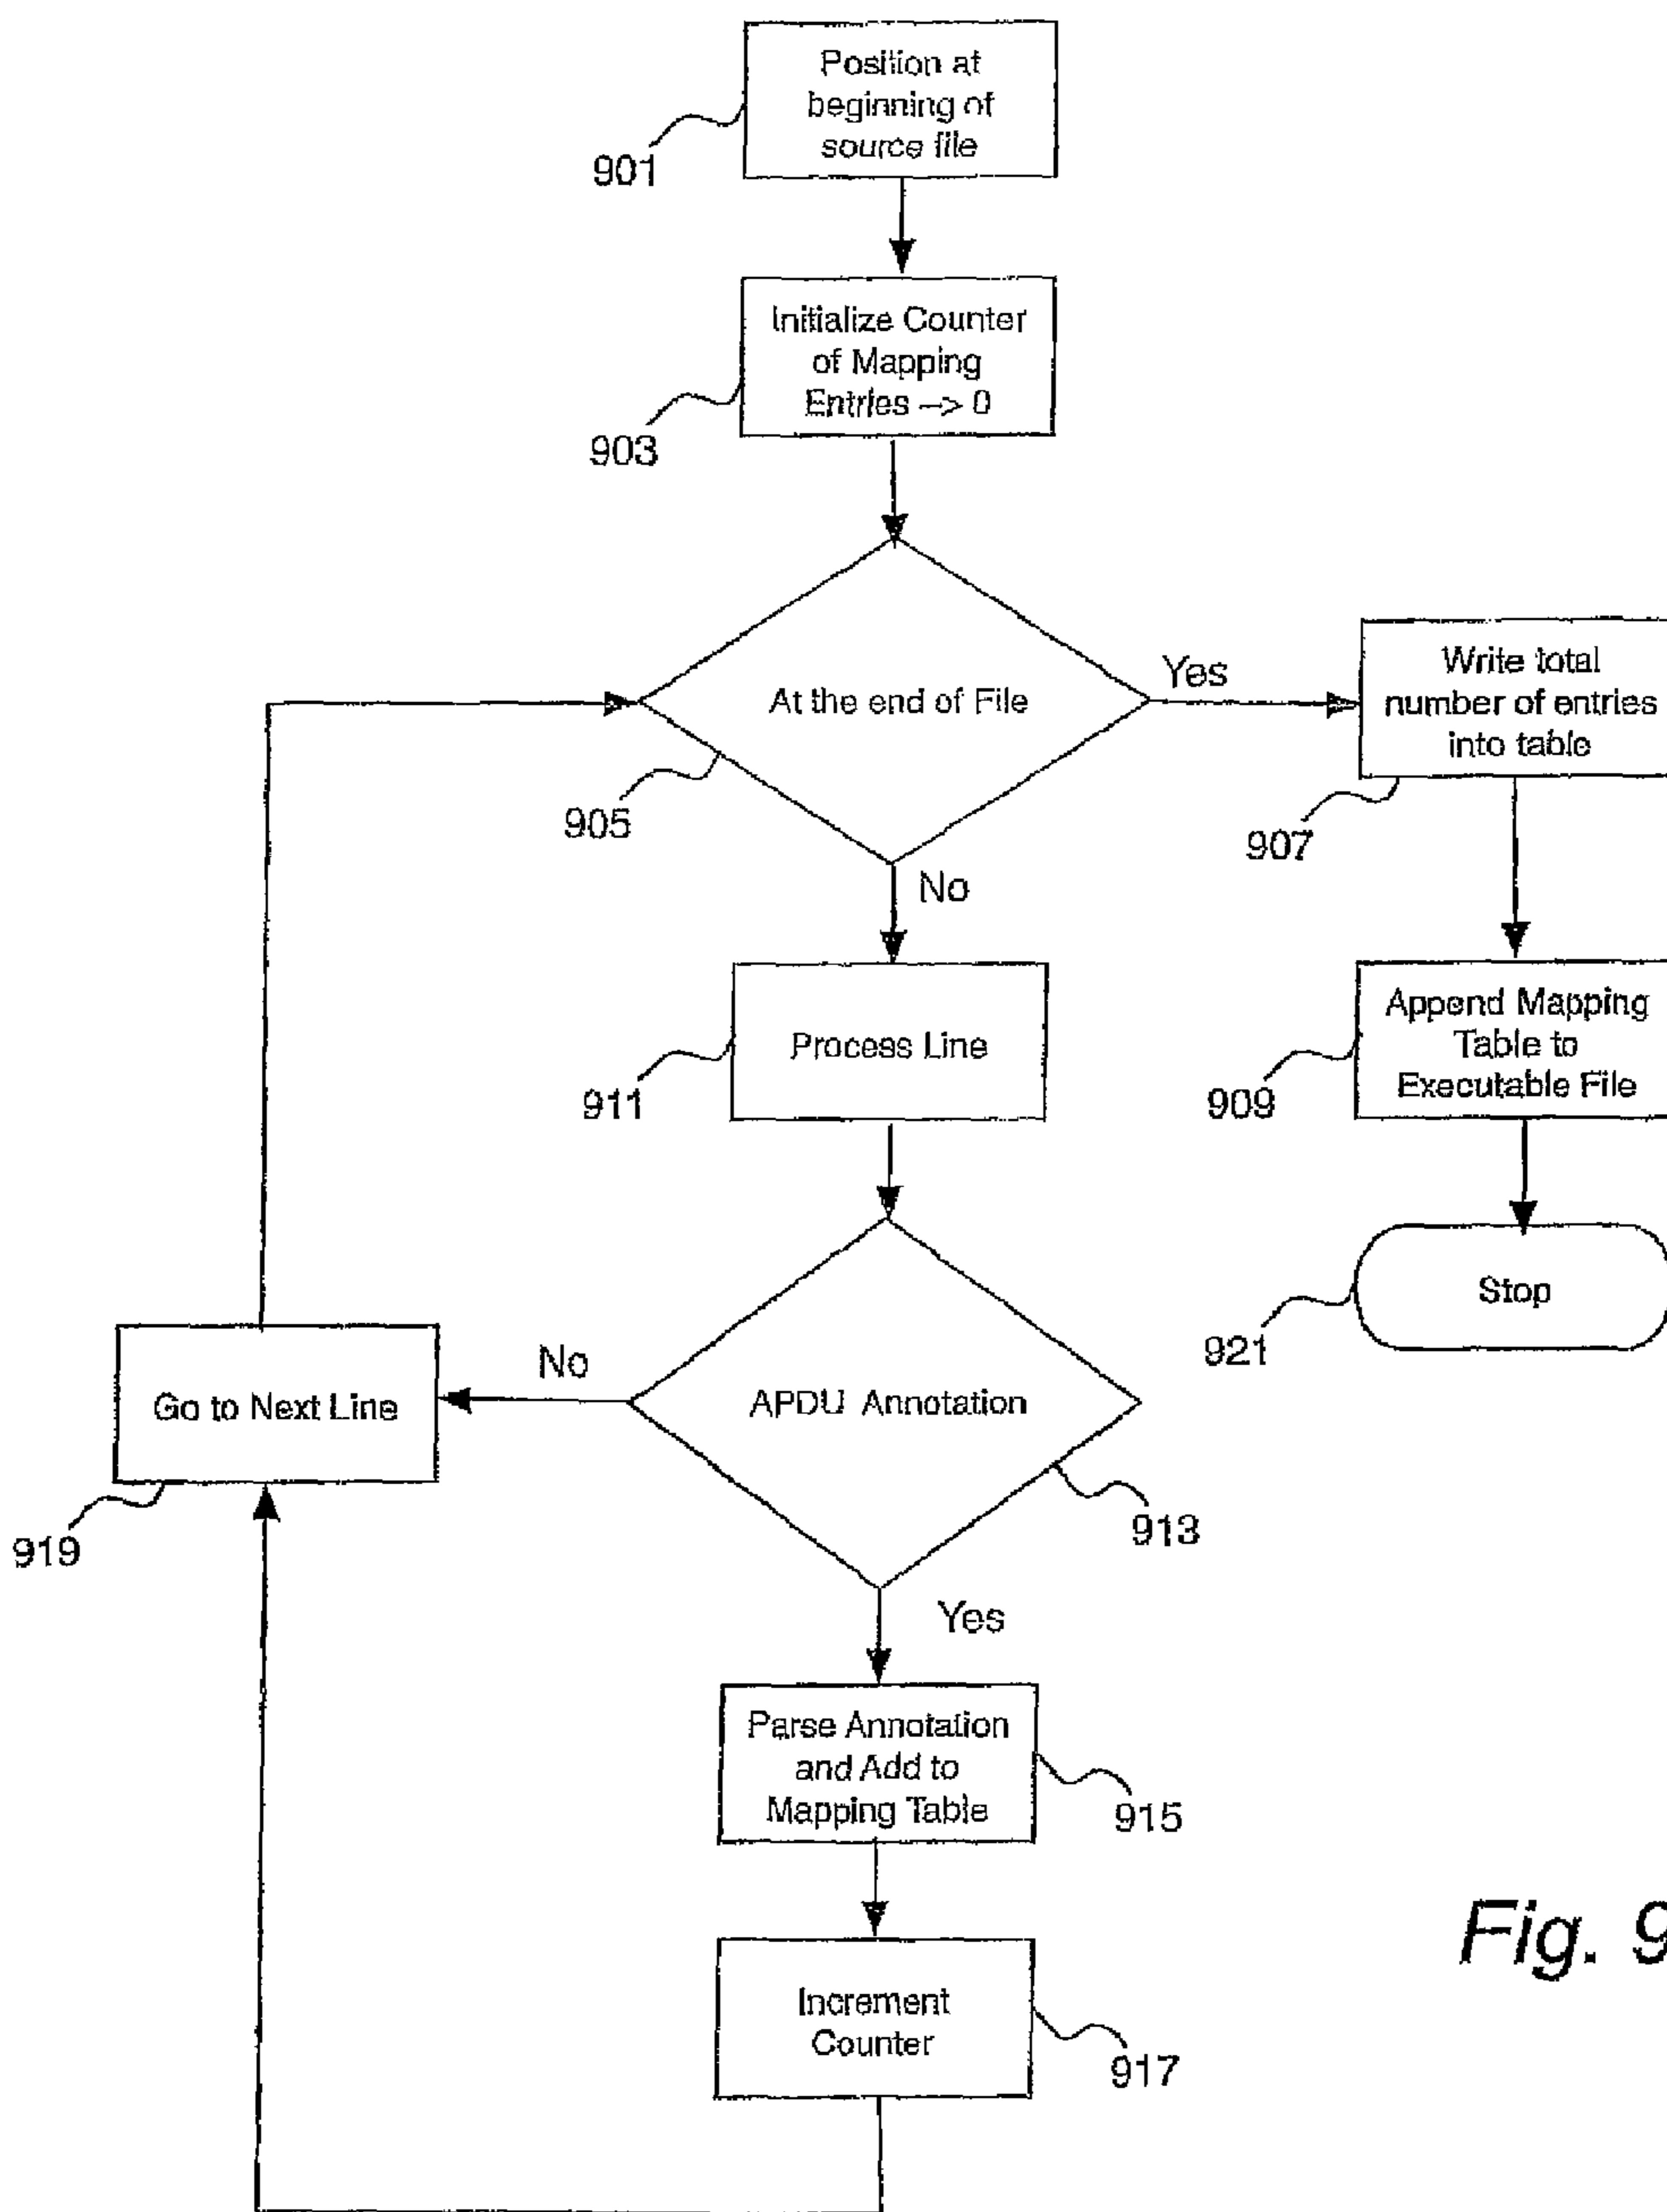 Position at
beginning of
source file
901
Initialize Counter
of Mapping
Entries --> 0
903
At the end of File
905
Yes
Write total
number of entries
into table
907
No
Process Line
911
Append Mapping
Table to
Executable File
909
Stop
921
APDU Annotation
913
No
Go to Next Line
919
Yes
Parse Annotation
and Add to
Mapping Table
915
Increment
Counter
917
Fig. 9